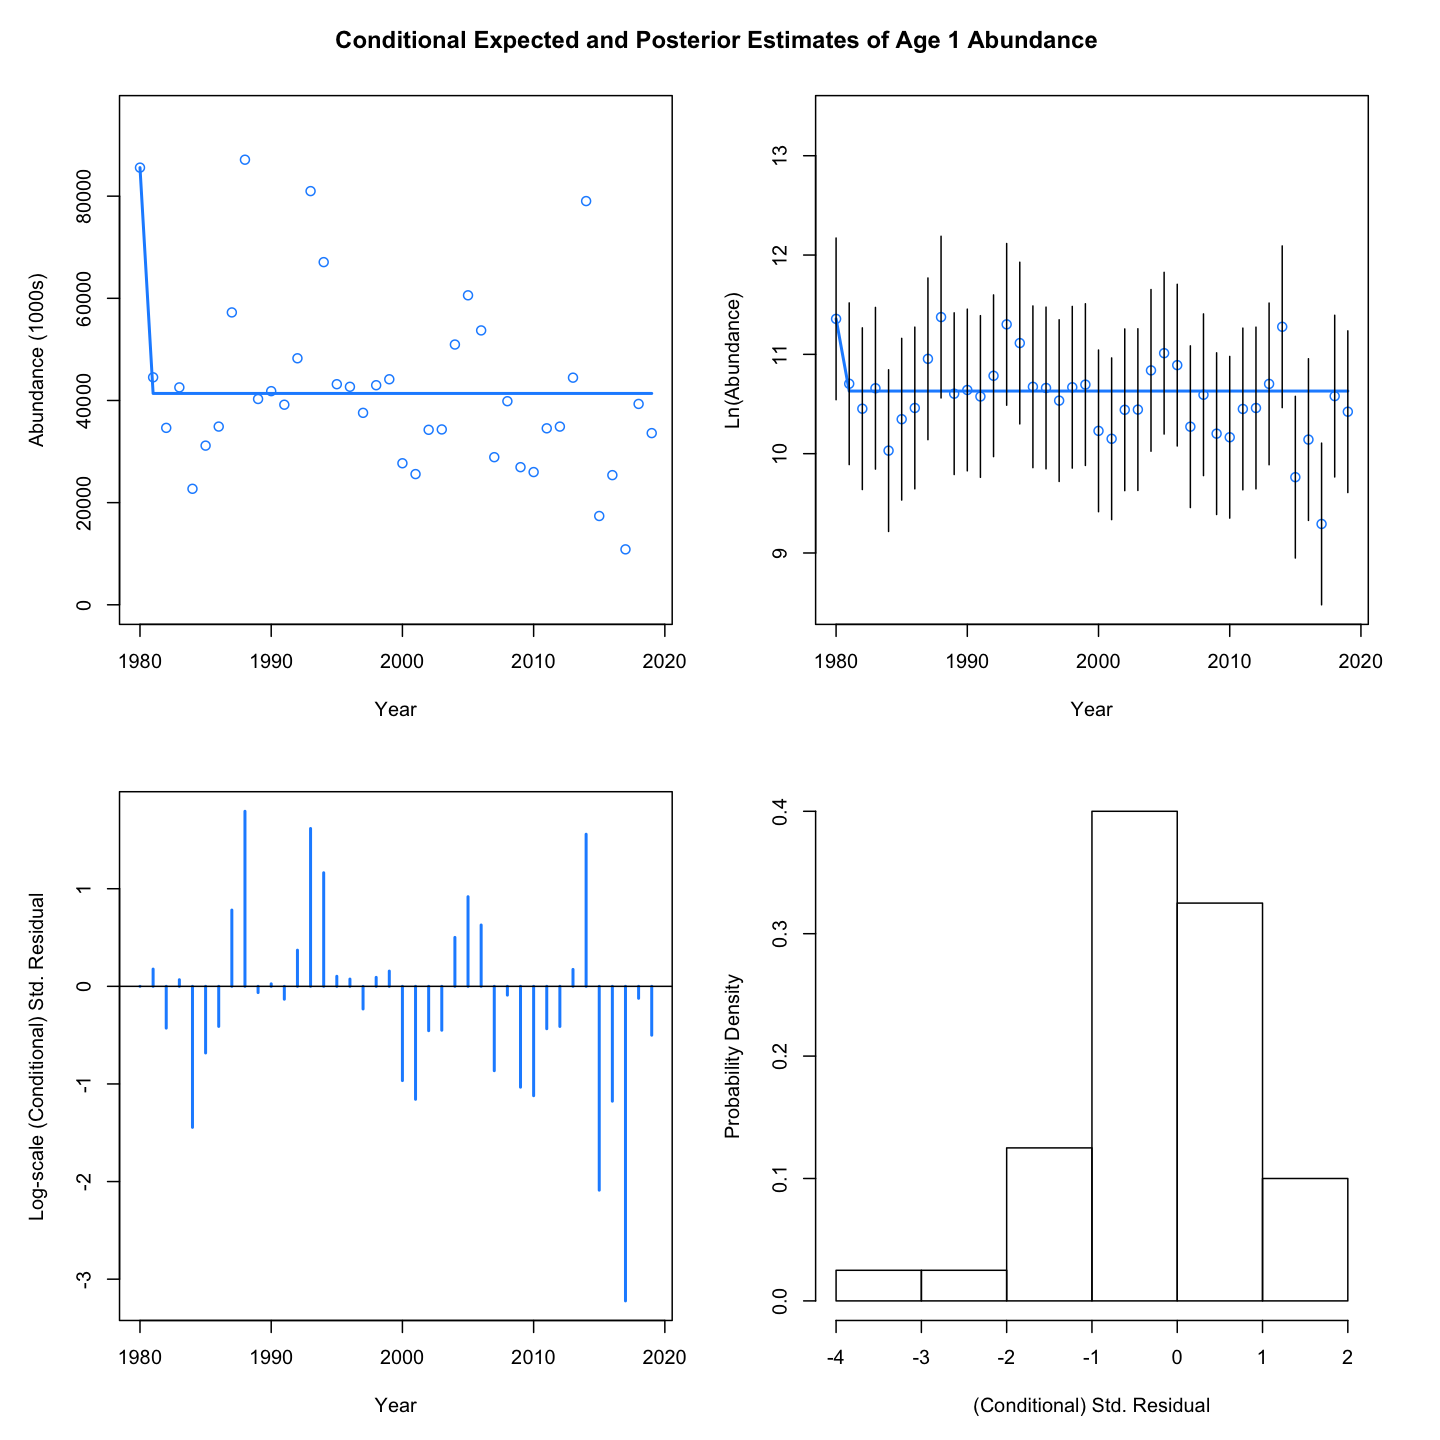 Conditional Expected and Posterior Estimates of Age 1 Abundance
Abundance (1000s)
80000
60000
40000
20000
0
1980 1990 2000 2010 2020
Year
Ln(Abundance)
13
12
11
10
9
1980 1990 2000 2010 2020
Year
Log-scale (Conditional) Std. Residual
1
0
-1
-2
-3
1980 1990 2000 2010 2020
Year
Probability Density
0.4
0.3
0.2
0.1
0.0
-4 -3 -2 -1 0 1 2
(Conditional) Std. Residual